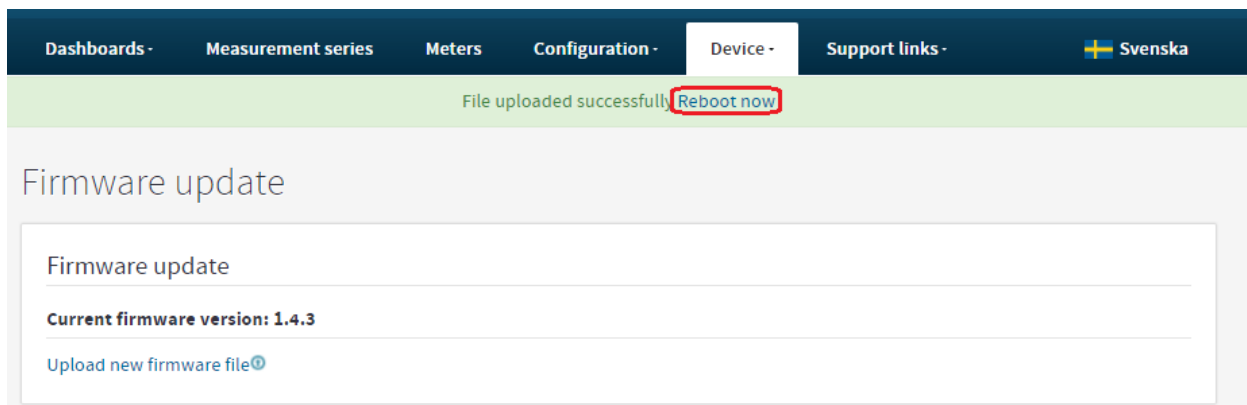 Dashboards Measurement series Meters Configuration Device Support links Svenska
File uploaded successfully Reboot now
Firmware update
Firmware update
Current firmware version: 1.4.3
Upload new firmware file